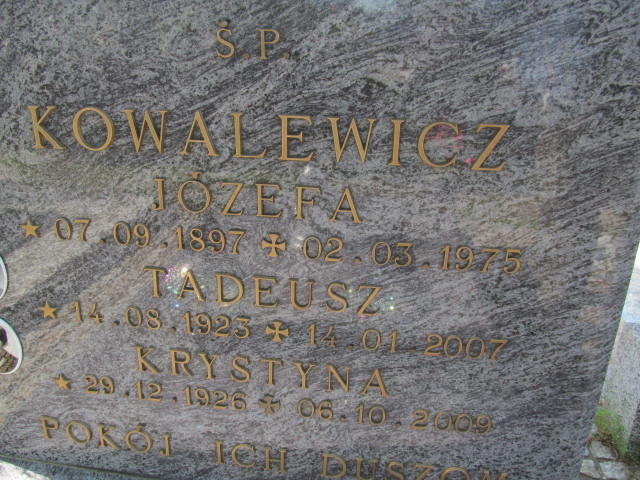 Ś.P.
KOWALEWICZ
JÓZEFA
★ 07.09.1897 ✠ 02.03.1975
TADEUSZ
★ 14.08.1923 ✠ 14.01.2007
KRYSTYNA
★ 29.12.1926 ✠ 06.10.2009
POKÓJ ICH DUSZOM